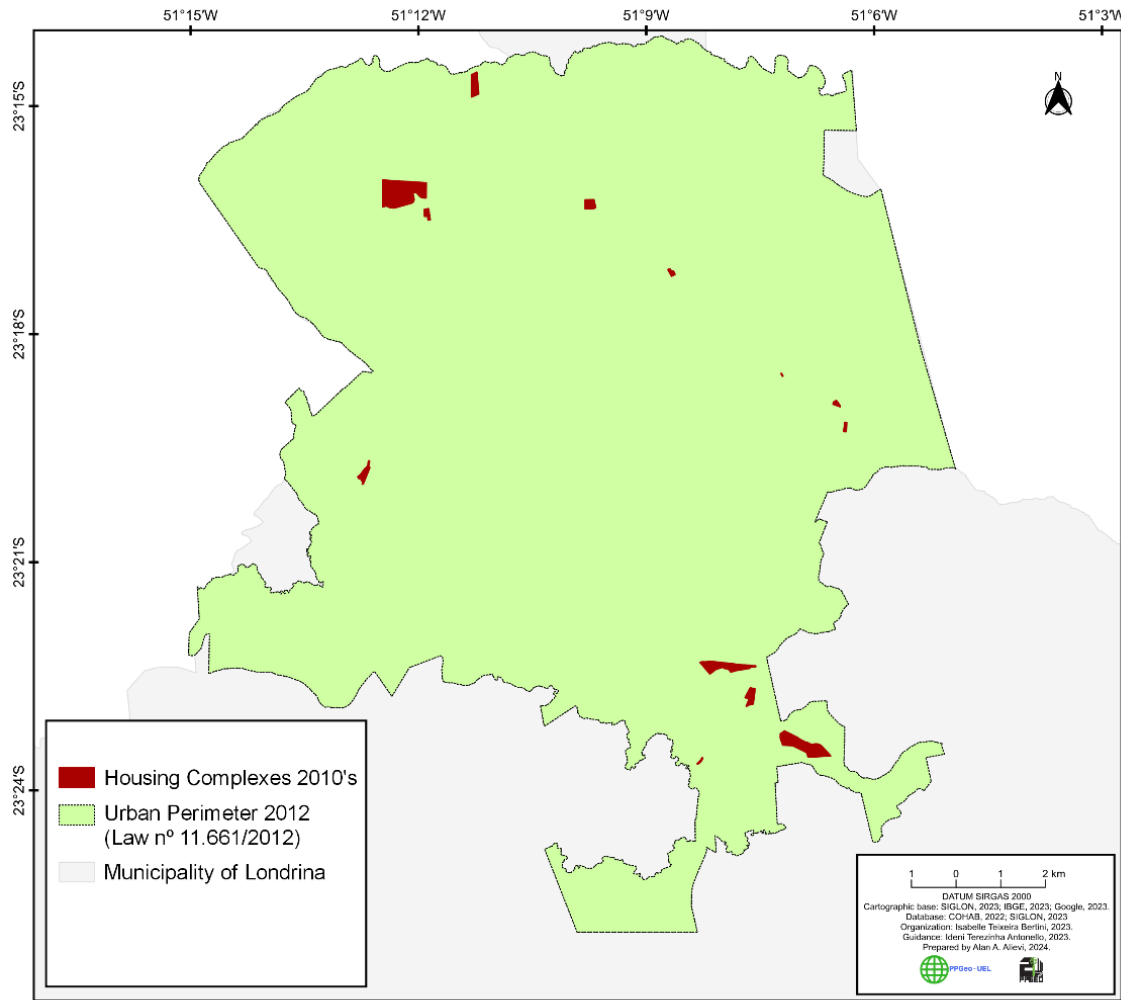 51°15'W
51°12'W
51°9'W
51°6'W
51°3'W
N
23°15'S
23°18'S
23°21'S
23°24'S
Housing Complexes 2010's
Urban Perimeter 2012
(Law nº 11.661/2012)
Municipality of Londrina
1 0 1 2 km
DATUM SIRGAS 2000
Cartographic base: SIGLON, 2023; IBGE, 2023; Google, 2023.
Database: COHAB, 2022; SIGLON, 2023
Organization: Isabelle Teixeira Bertini, 2023.
Guidance: Ideni Terezinha Antonello, 2023.
Prepared by Alan A. Alievi, 2024.
PPGeo-UEL